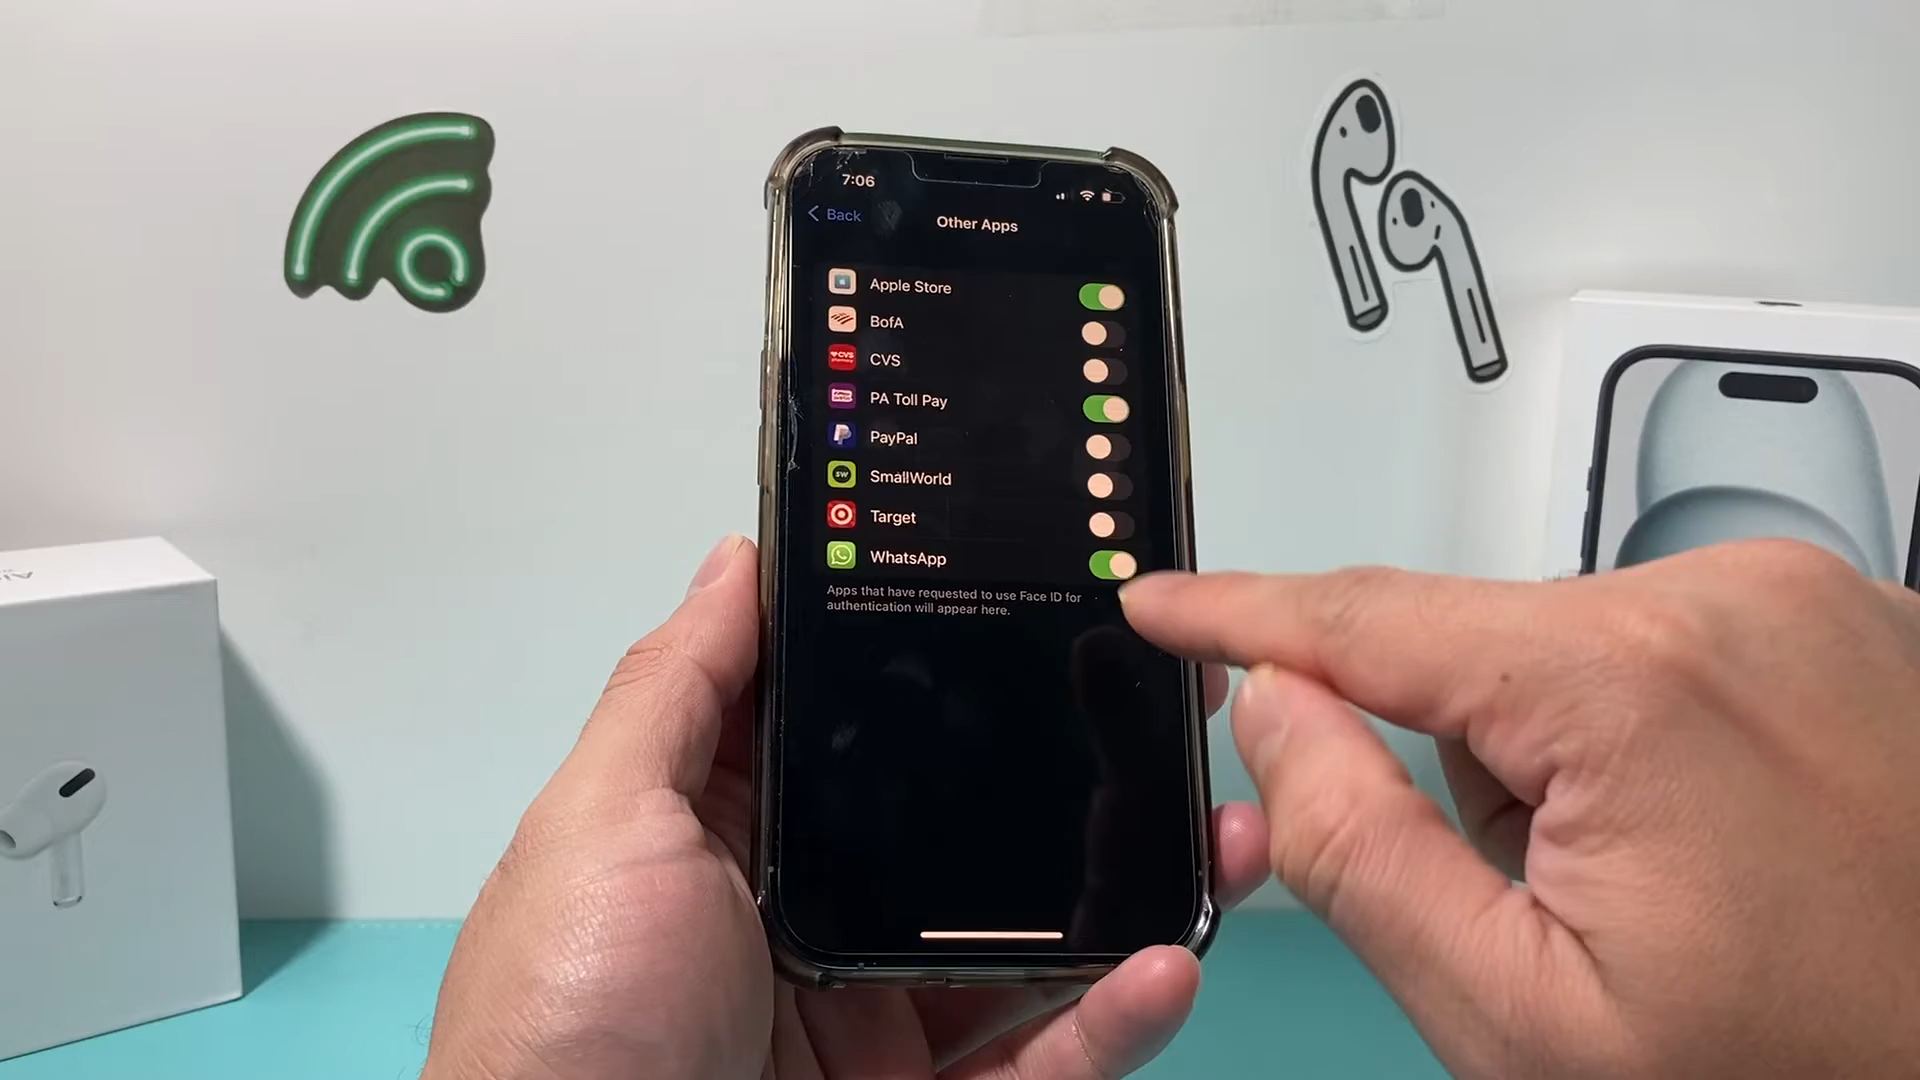 7:06
Back
Other Apps
Apple Store
BofA
CVS
PA Toll Pay
PayPal
SW
SmallWorld
Target
WhatsApp
Apps that have requested to use Face ID for
authentication will appear here.